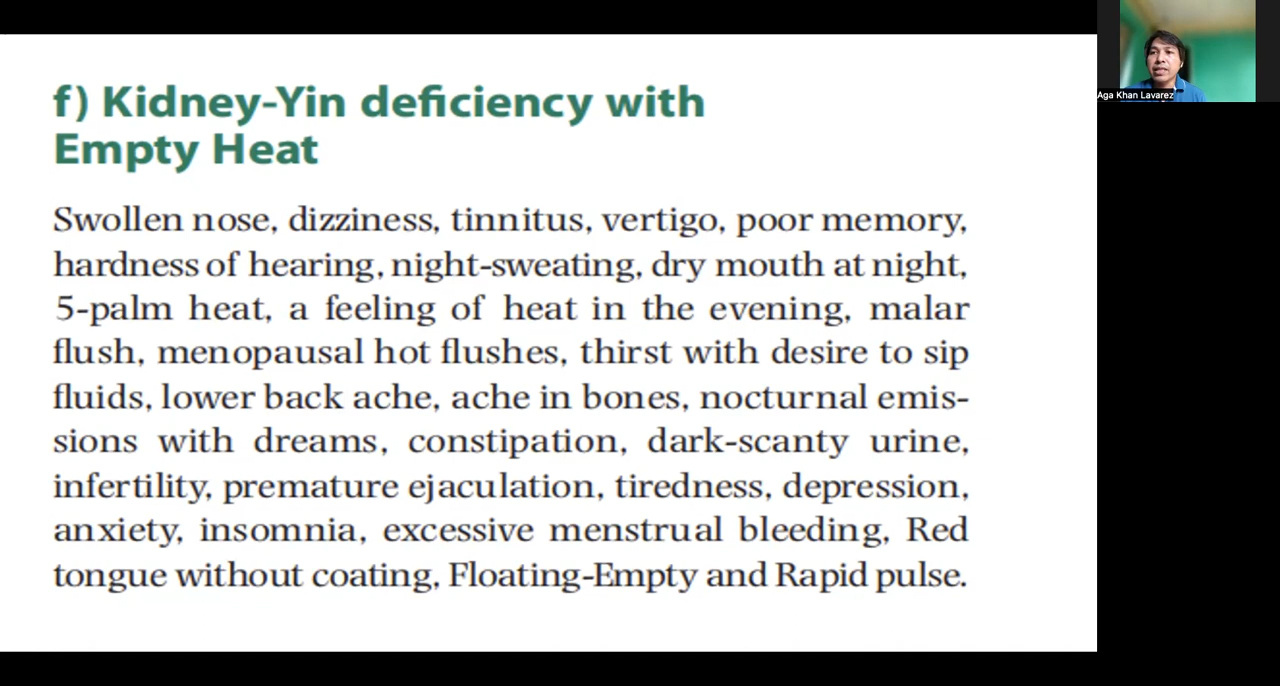 f) Kidney-Yin deficiency with
Empty Heat
Swollen nose, dizziness, tinnitus, vertigo, poor memory,
hardness of hearing, night-sweating, dry mouth at night,
5-palm heat, a feeling of heat in the evening, malar
flush, menopausal hot flushes, thirst with desire to sip
fluids, lower back ache, ache in bones, nocturnal emis-
sions with dreams, constipation, dark-scanty urine,
infertility, premature ejaculation, tiredness, depression,
anxiety, insomnia, excessive menstrual bleeding, Red
tongue without coating, Floating-Empty and Rapid pulse.
Aga Khan Lavarez